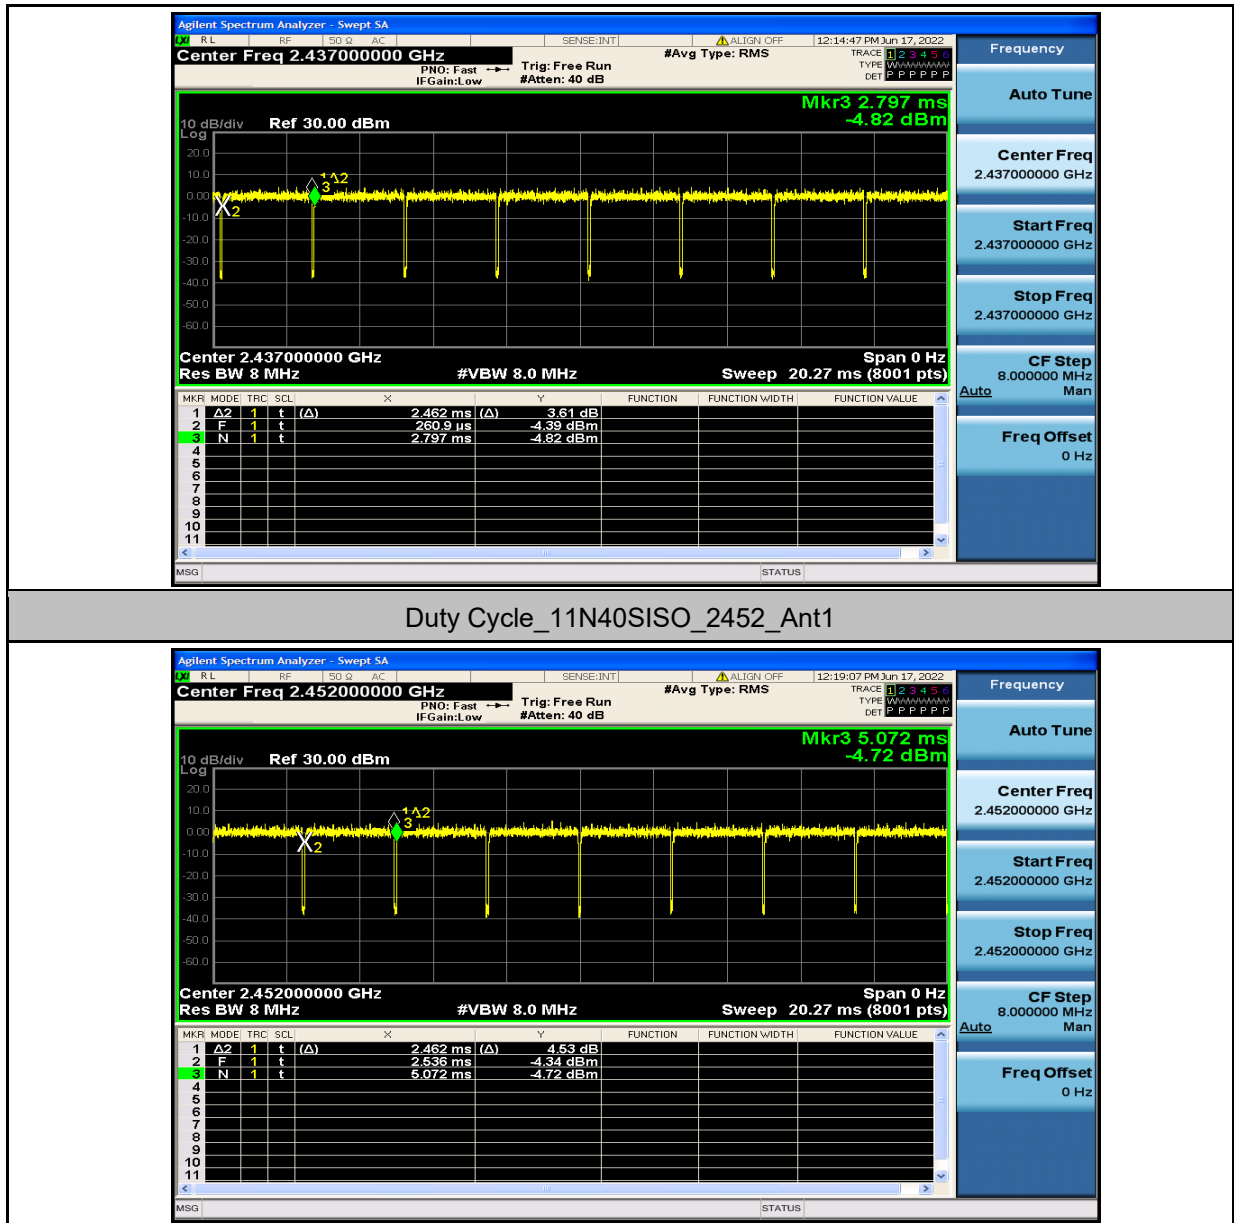 Agilent Spectrum Analyzer - Swept SA
LXI RL RF 50 Ω AC SENSE:INT ALIGN OFF 12:14:47 PM Jun 17, 2022
Center Freq 2.437000000 GHz #Avg Type: RMS TRACE 1 2 3 4 5 6
PNO: Fast Trig: Free Run TYPE WWWWWW
IFGain:Low #Atten: 40 dB DET P P P P P P
Frequency
Mkr3 2.797 ms
-4.82 dBm
10 dB/div Ref 30.00 dBm
Log
20.0
10.0
0.00
-10.0
-20.0
-30.0
-40.0
-50.0
-60.0
1Δ2
3
X2
Center 2.437000000 GHz Span 0 Hz
Res BW 8 MHz #VBW 8.0 MHz Sweep 20.27 ms (8001 pts)
MKR MODE TRC SCL X Y FUNCTION FUNCTION WIDTH FUNCTION VALUE
1 Δ2 1 t (Δ) 2.462 ms (Δ) 3.61 dB
2 F 1 t 260.9 µs -4.39 dBm
3 N 1 t 2.797 ms -4.82 dBm
4
5
6
7
8
9
10
11
MSG STATUS
Auto Tune
Center Freq
2.437000000 GHz
Start Freq
2.437000000 GHz
Stop Freq
2.437000000 GHz
CF Step
8.000000 MHz
Auto Man
Freq Offset
0 Hz
Duty Cycle_11N40SISO_2452_Ant1
Agilent Spectrum Analyzer - Swept SA
LXI RL RF 50 Ω AC SENSE:INT ALIGN OFF 12:19:07 PM Jun 17, 2022
Center Freq 2.452000000 GHz #Avg Type: RMS TRACE 1 2 3 4 5 6
PNO: Fast Trig: Free Run TYPE WWWWWW
IFGain:Low #Atten: 40 dB DET P P P P P P
Frequency
Mkr3 5.072 ms
-4.72 dBm
10 dB/div Ref 30.00 dBm
Log
20.0
10.0
0.00
-10.0
-20.0
-30.0
-40.0
-50.0
-60.0
1Δ2
3
X2
Center 2.452000000 GHz Span 0 Hz
Res BW 8 MHz #VBW 8.0 MHz Sweep 20.27 ms (8001 pts)
MKR MODE TRC SCL X Y FUNCTION FUNCTION WIDTH FUNCTION VALUE
1 Δ2 1 t (Δ) 2.462 ms (Δ) 4.53 dB
2 F 1 t 2.536 ms -4.34 dBm
3 N 1 t 5.072 ms -4.72 dBm
4
5
6
7
8
9
10
11
MSG STATUS
Auto Tune
Center Freq
2.452000000 GHz
Start Freq
2.452000000 GHz
Stop Freq
2.452000000 GHz
CF Step
8.000000 MHz
Auto Man
Freq Offset
0 Hz